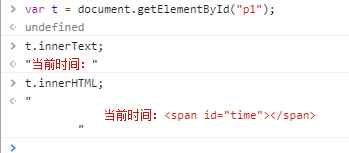 > var t = document.getElementById("p1");
< undefined
> t.innerText;
< "当前时间："
> t.innerHTML;
< "
当前时间：<span id="time"></span>
"
>